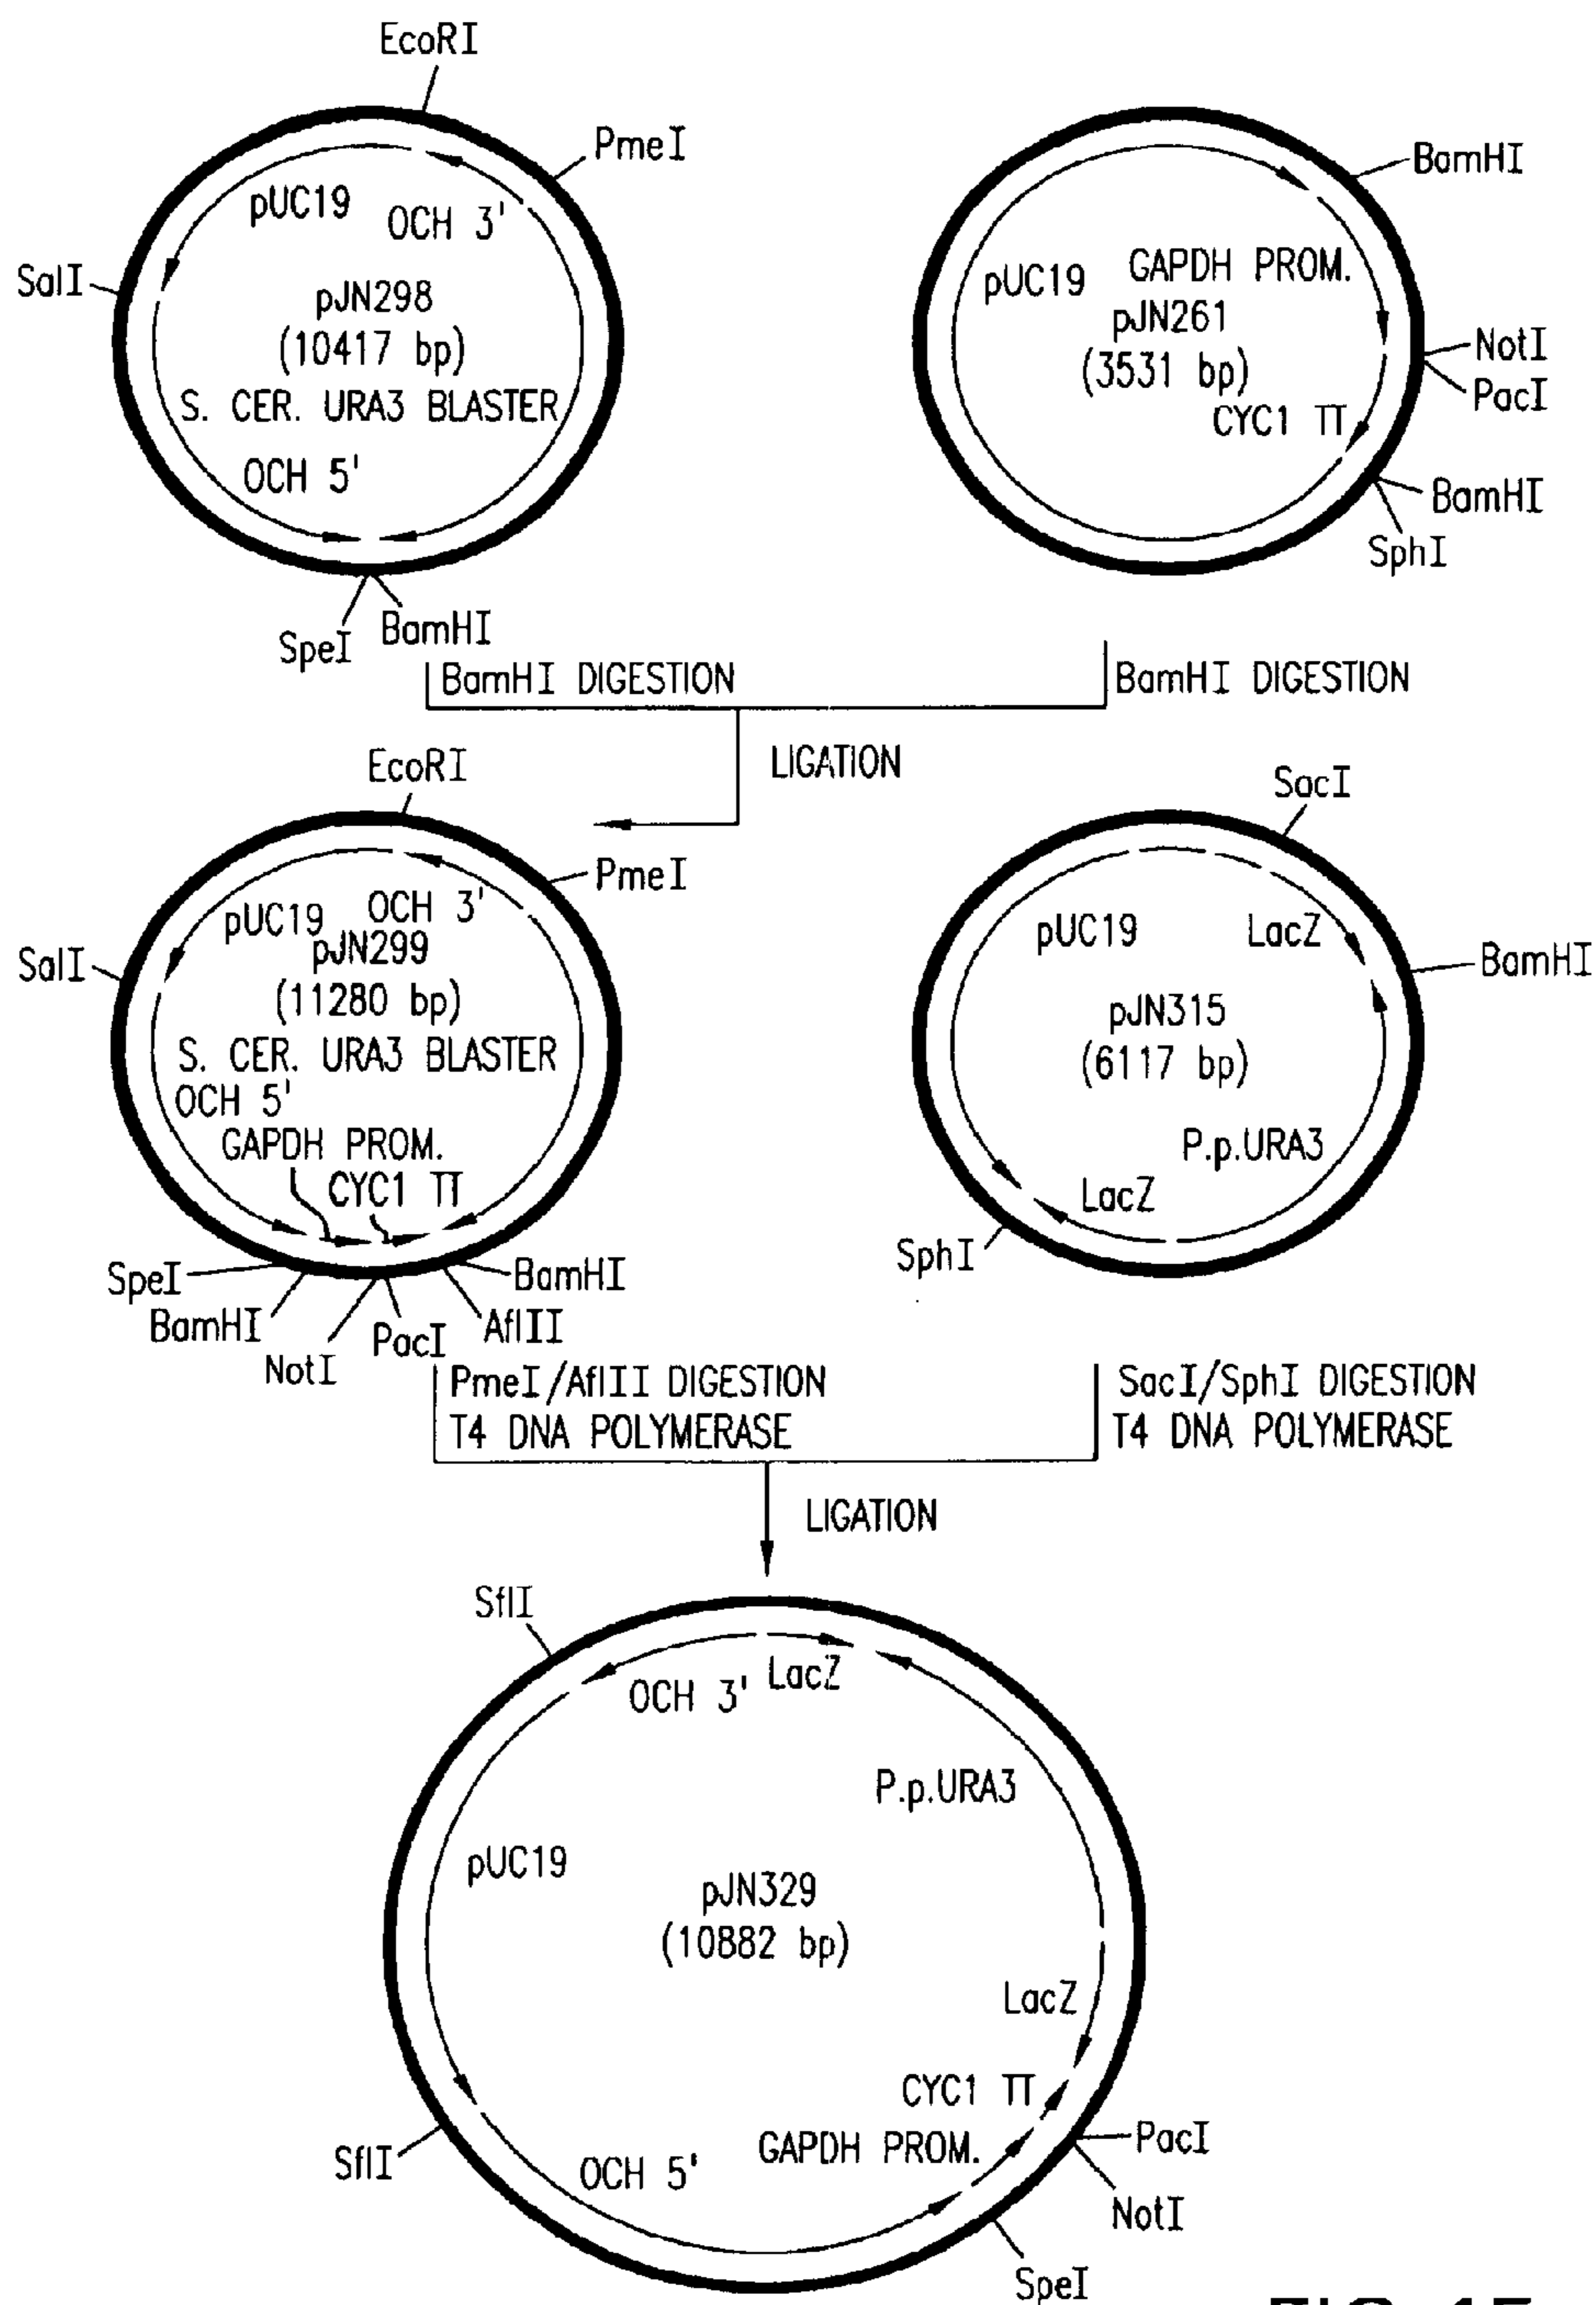 EcoRI
PmeI
pUC19
OCH 3'
SalI
pJN298
(10417 bp)
S. CER. URA3 BLASTER
OCH 5'
SpeI
BamHI
BamHI
pUC19
GAPDH PROM.
pJN261
(3531 bp)
NotI
PacI
CYC1 TT
BamHI
SphI
BamHI DIGESTION
BamHI DIGESTION
LIGATION
EcoRI
PmeI
pUC19
OCH 3'
SalI
pJN299
(11280 bp)
S. CER. URA3 BLASTER
OCH 5'
GAPDH PROM.
CYC1 TT
SpeI
BamHI
BamHI
NotI
PacI
AflII
SacI
pUC19
LacZ
BamHI
pJN315
(6117 bp)
P.p.URA3
LacZ
SphI
PmeI/AflII DIGESTION
T4 DNA POLYMERASE
SacI/SphI DIGESTION
T4 DNA POLYMERASE
LIGATION
SflI
OCH 3'
LacZ
P.p.URA3
pUC19
pJN329
(10882 bp)
LacZ
CYC1 TT
GAPDH PROM.
PacI
SflI
OCH 5'
NotI
SpeI